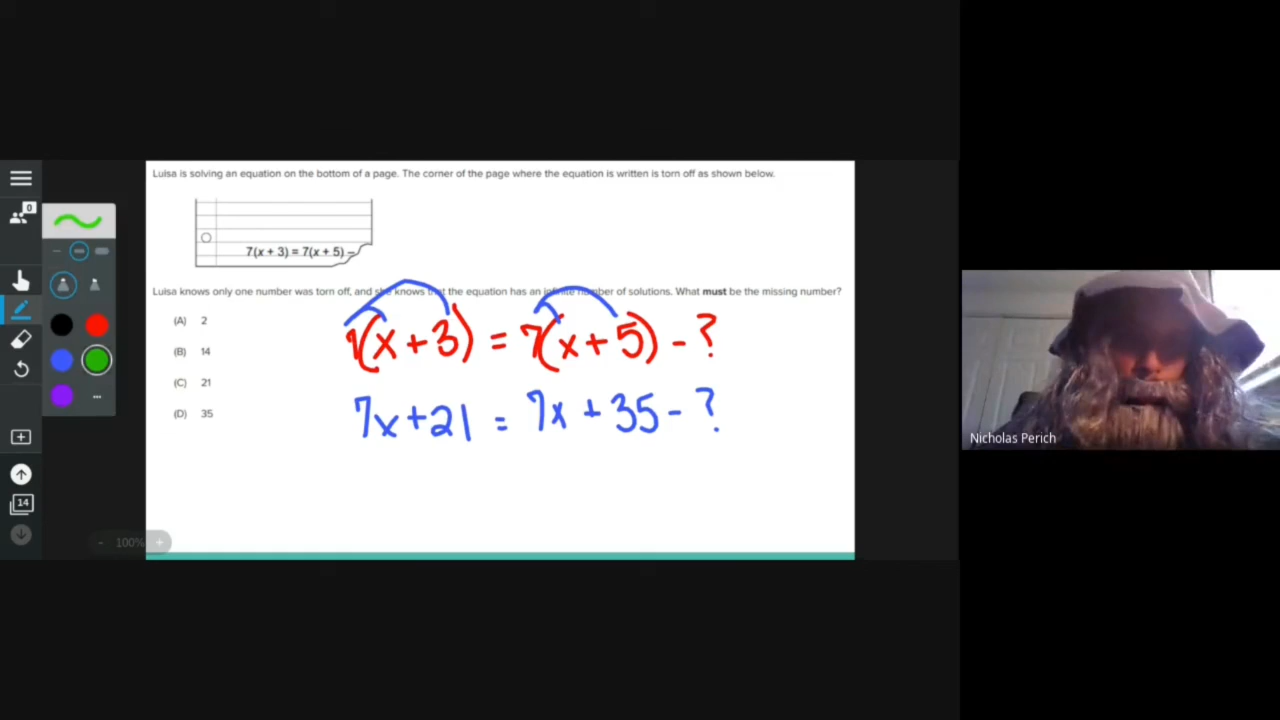 Luisa is solving an equation on the bottom of a page. The corner of the page where the equation is written is torn off as shown below.
0
7(x + 3) = 7(x + 5) –
Luisa knows only one number was torn off, and she knows that the equation has an infinite number of solutions. What must be the missing number?
(A) 2
(B) 14
(C) 21
(D) 35
7(x+3) = 7(x+5) - ?
7x+21 = 7x + 35 - ?
Nicholas Perich
14
- 100% +